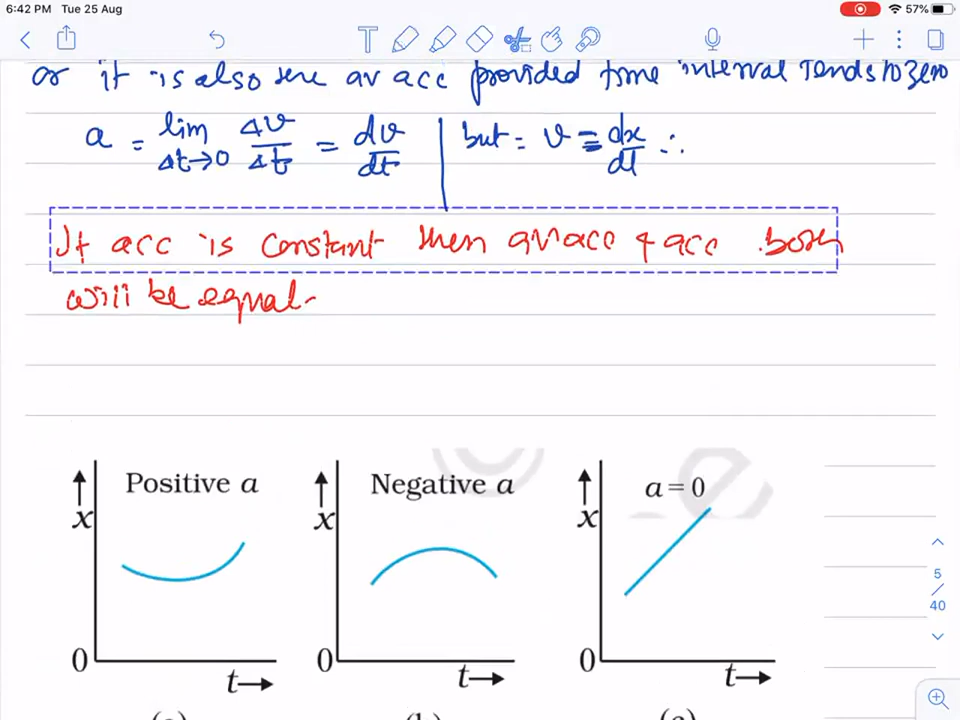 6:42 PM Tue 25 Aug
57%
or it is also the av acc provided time interval tends to zero
a = lim Δt→0 Δv/Δt = dv/dt | but = v = dx/dt ∴
If acc is constant then av acc & acc both
will be equal-
Positive a
Negative a
a = 0
x
x
x
0
0
0
t→
t→
t→
5
/
40